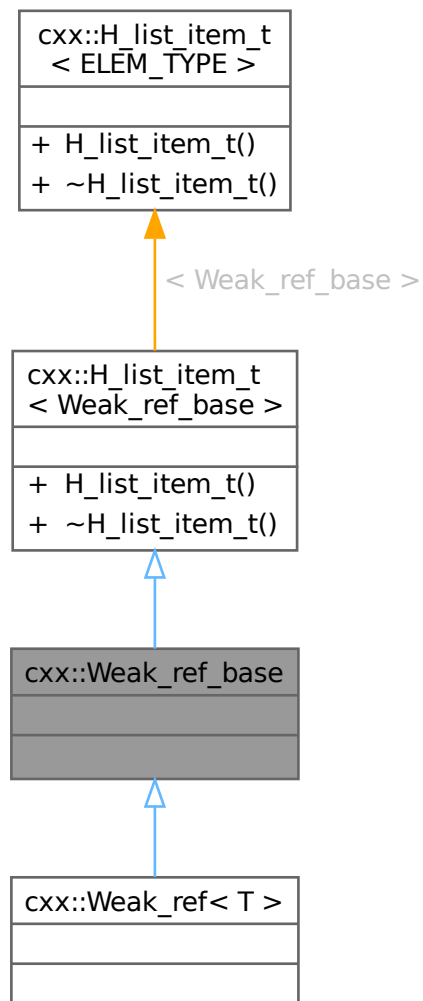 cxx::H_list_item_t
< ELEM_TYPE >
+ H_list_item_t()
+ ~H_list_item_t()
< Weak_ref_base >
cxx::H_list_item_t
< Weak_ref_base >
+ H_list_item_t()
+ ~H_list_item_t()
cxx::Weak_ref_base
cxx::Weak_ref< T >